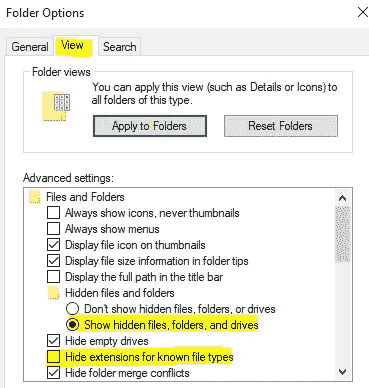 Folder Options
General
View
Search
Folder views
You can apply this view (such as Details or Icons) to
all folders of this type.
Apply to Folders
Reset Folders
Advanced settings:
Files and Folders
Always show icons, never thumbnails
Always show menus
Display file icon on thumbnails
Display file size information in folder tips
Display the full path in the title bar
Hidden files and folders
Don't show hidden files, folders, or drives
Show hidden files, folders, and drives
Hide empty drives
Hide extensions for known file types
Hide folder merge conflicts